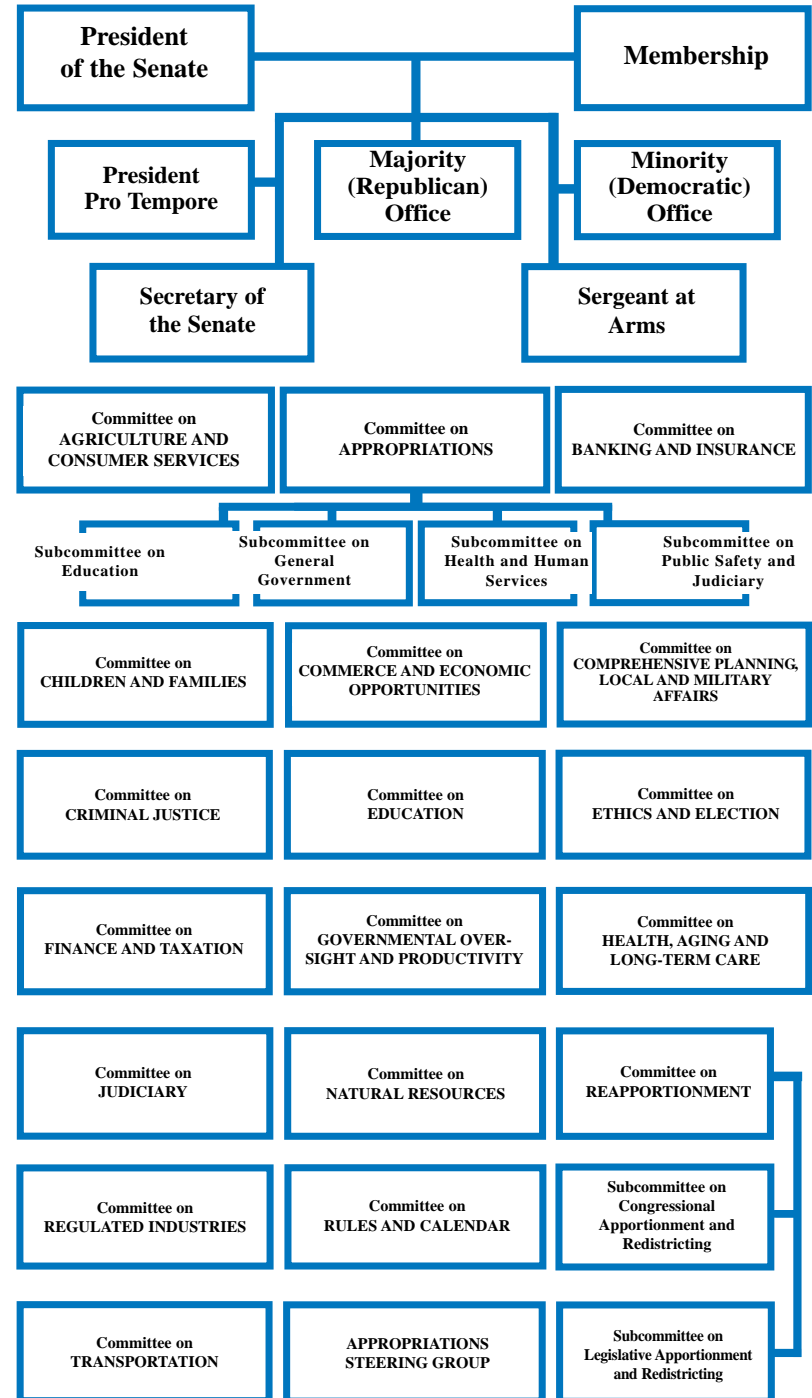 President
of the Senate
Membership
President
Pro Tempore
Majority
(Republican)
Office
Minority
(Democratic)
Office
Secretary of
the Senate
Sergeant at
Arms
Committee on
AGRICULTURE AND
CONSUMER SERVICES
Committee on
APPROPRIATIONS
Committee on
BANKING AND INSURANCE
Subcommittee on
Education
Subcommittee on
General
Government
Subcommittee on
Health and Human
Services
Subcommittee on
Public Safety and
Judiciary
Committee on
CHILDREN AND FAMILIES
Committee on
COMMERCE AND ECONOMIC
OPPORTUNITIES
Committee on
COMPREHENSIVE PLANNING,
LOCAL AND MILITARY
AFFAIRS
Committee on
CRIMINAL JUSTICE
Committee on
EDUCATION
Committee on
ETHICS AND ELECTION
Committee on
FINANCE AND TAXATION
Committee on
GOVERNMENTAL OVER-
SIGHT AND PRODUCTIVITY
Committee on
HEALTH, AGING AND
LONG-TERM CARE
Committee on
JUDICIARY
Committee on
NATURAL RESOURCES
Committee on
REAPPORTIONMENT
Committee on
REGULATED INDUSTRIES
Committee on
RULES AND CALENDAR
Subcommittee on
Congressional
Apportionment and
Redistricting
Committee on
TRANSPORTATION
APPROPRIATIONS
STEERING GROUP
Subcommittee on
Legislative Apportionment
and Redistricting